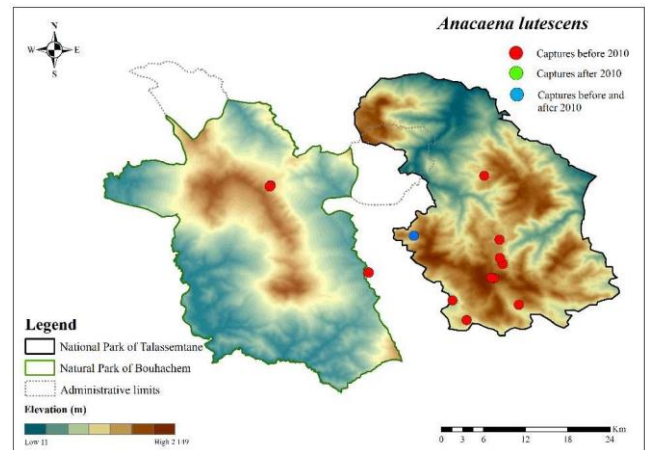 Anacaena lutescens
N
W E
S
Captures before 2010
Captures after 2010
Captures before and
after 2010
Legend
National Park of Talassemtane
Natural Park of Bouhachem
Administrative limits
Elevation (m)
Low 11
High 2 149
Km
0 3 6 12 18 24